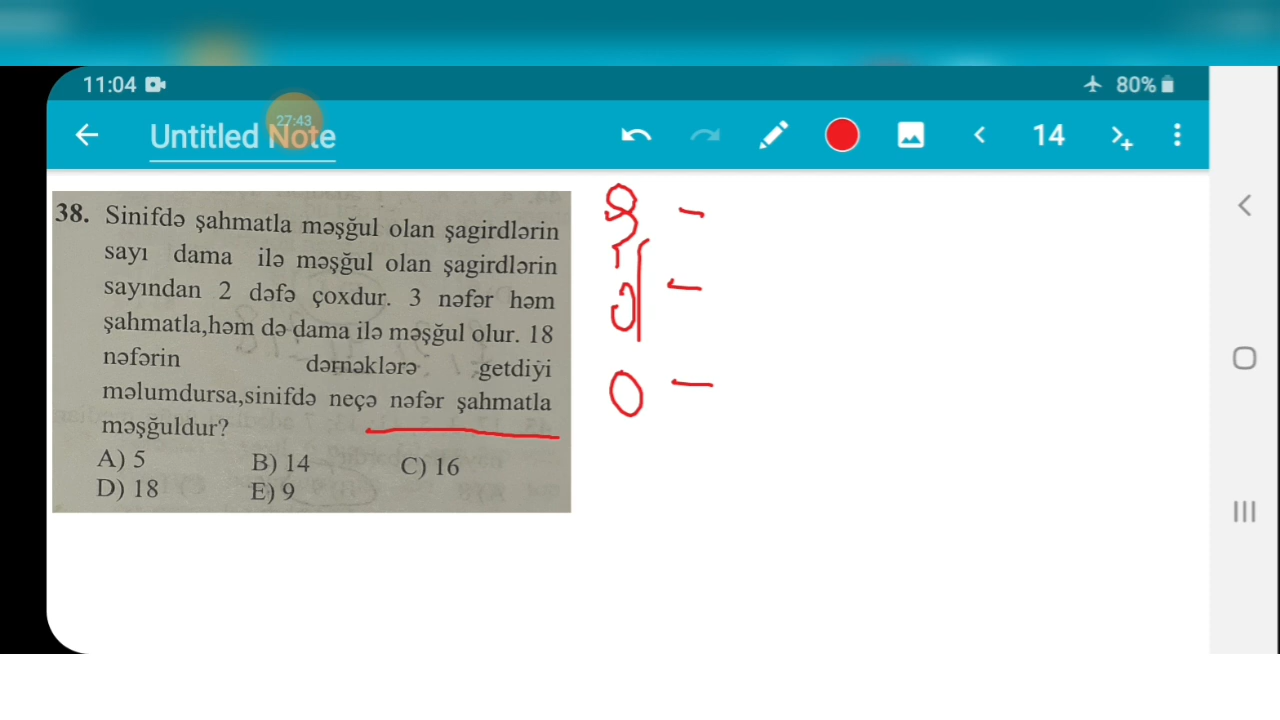 11:04
80%
27:43
Untitled Note
14
38. Sinifdə şahmatla məşğul olan şagirdlərin
sayı dama ilə məşğul olan şagirdlərin
sayından 2 dəfə çoxdur. 3 nəfər həm
şahmatla,həm də dama ilə məşğul olur. 18
nəfərin dərnəklərə getdiyi
məlumdursa,sinifdə neçə nəfər şahmatla
məşğuldur?
A) 5 B) 14 C) 16
D) 18 E) 9